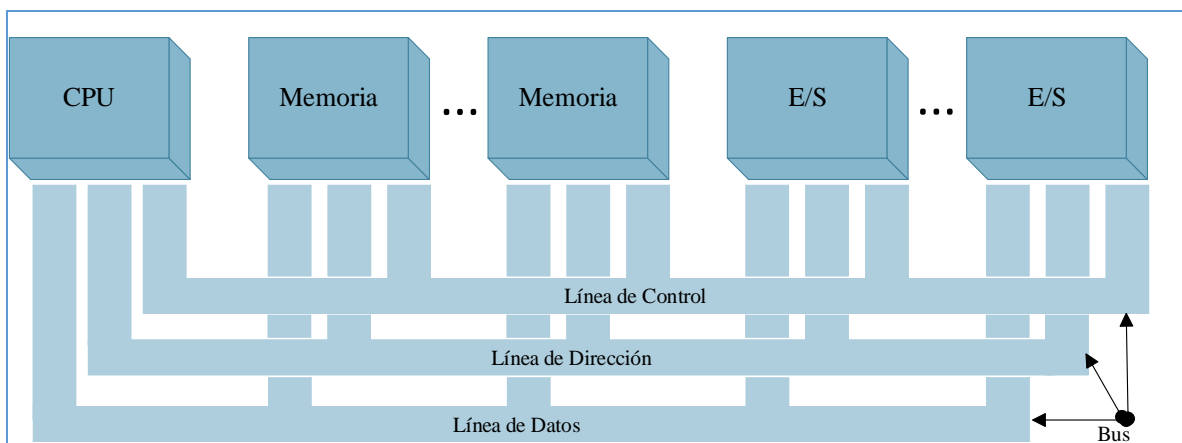 CPU
Memoria
...
Memoria
E/S
...
E/S
Línea de Control
Línea de Dirección
Línea de Datos
Bus